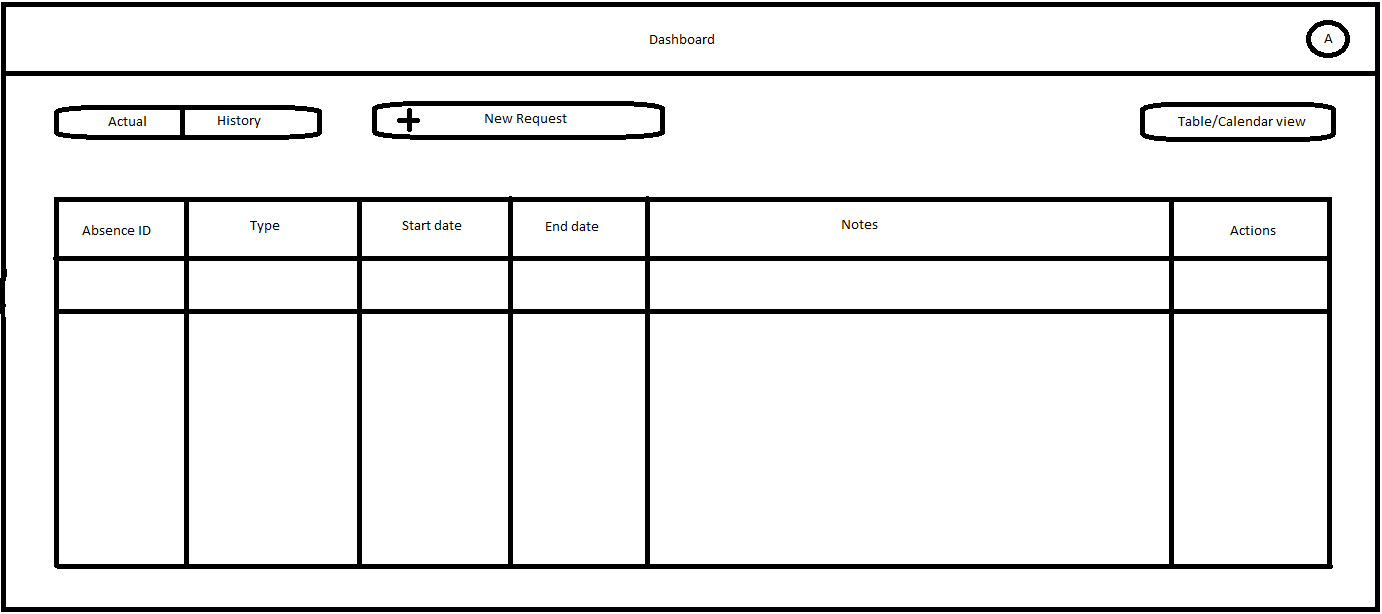 Dashboard
A
Actual
History
New Request
Table/Calendar view
Absence ID
Type
Start date
End date
Notes
Actions